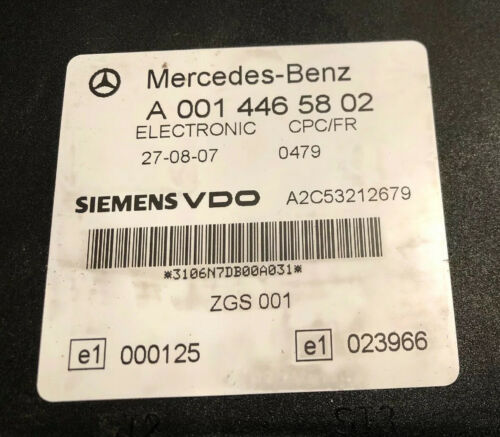 Mercedes-Benz
A 001 446 58 02
ELECTRONIC CPC/FR
27-08-07 0479
SIEMENS VDO A2C53212679
*3106N7DB00A031*
ZGS 001
e1 000125 e1 023966